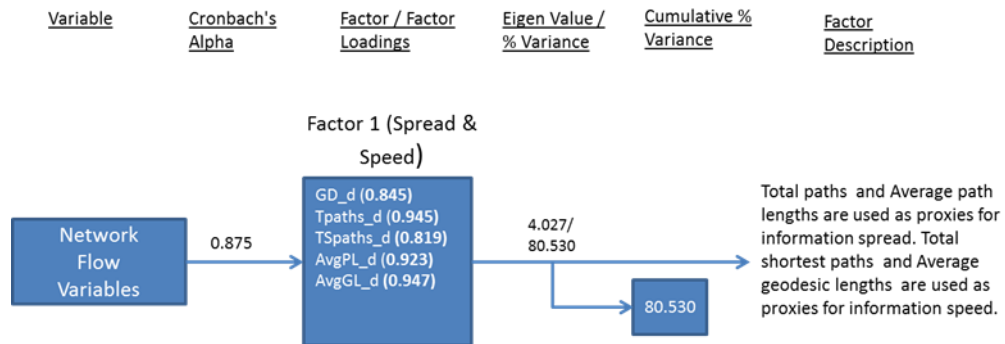 Variable
Cronbach's
Alpha
Factor / Factor
Loadings
Eigen Value /
% Variance
Cumulative %
Variance
Factor
Description
Factor 1 (Spread &
Speed)
Network
Flow
Variables
0.875
GD_d (0.845)
Tpaths_d (0.945)
TSpaths_d (0.819)
AvgPL_d (0.923)
AvgGL_d (0.947)
4.027/
80.530
80.530
Total paths and Average path
lengths are used as proxies for
information spread. Total
shortest paths and Average
geodesic lengths are used as
proxies for information speed.